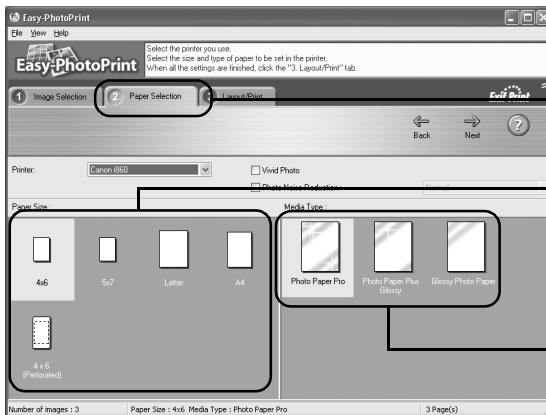 Easy-PhotoPrint
File View Help
Easy-PhotoPrint
Select the printer you use.
Select the size and type of paper to be set in the printer.
When all the settings are finished, click the "3. Layout/Print" tab.
1 Image Selection
2 Paper Selection
3 Layout/Print
Exif Print
Back
Next
?
Printer:
Canon i860
Vivid Photo
Photo Noise Reduction :
Normal
Paper Size :
Media Type :
4x6
5x7
Letter
A4
4 x 6
(Perforated)
Photo Paper Pro
Photo Paper Plus
Glossy
Glossy Photo Paper
Number of images : 3
Paper Size : 4x6 Media Type : Photo Paper Pro
3 Page(s)